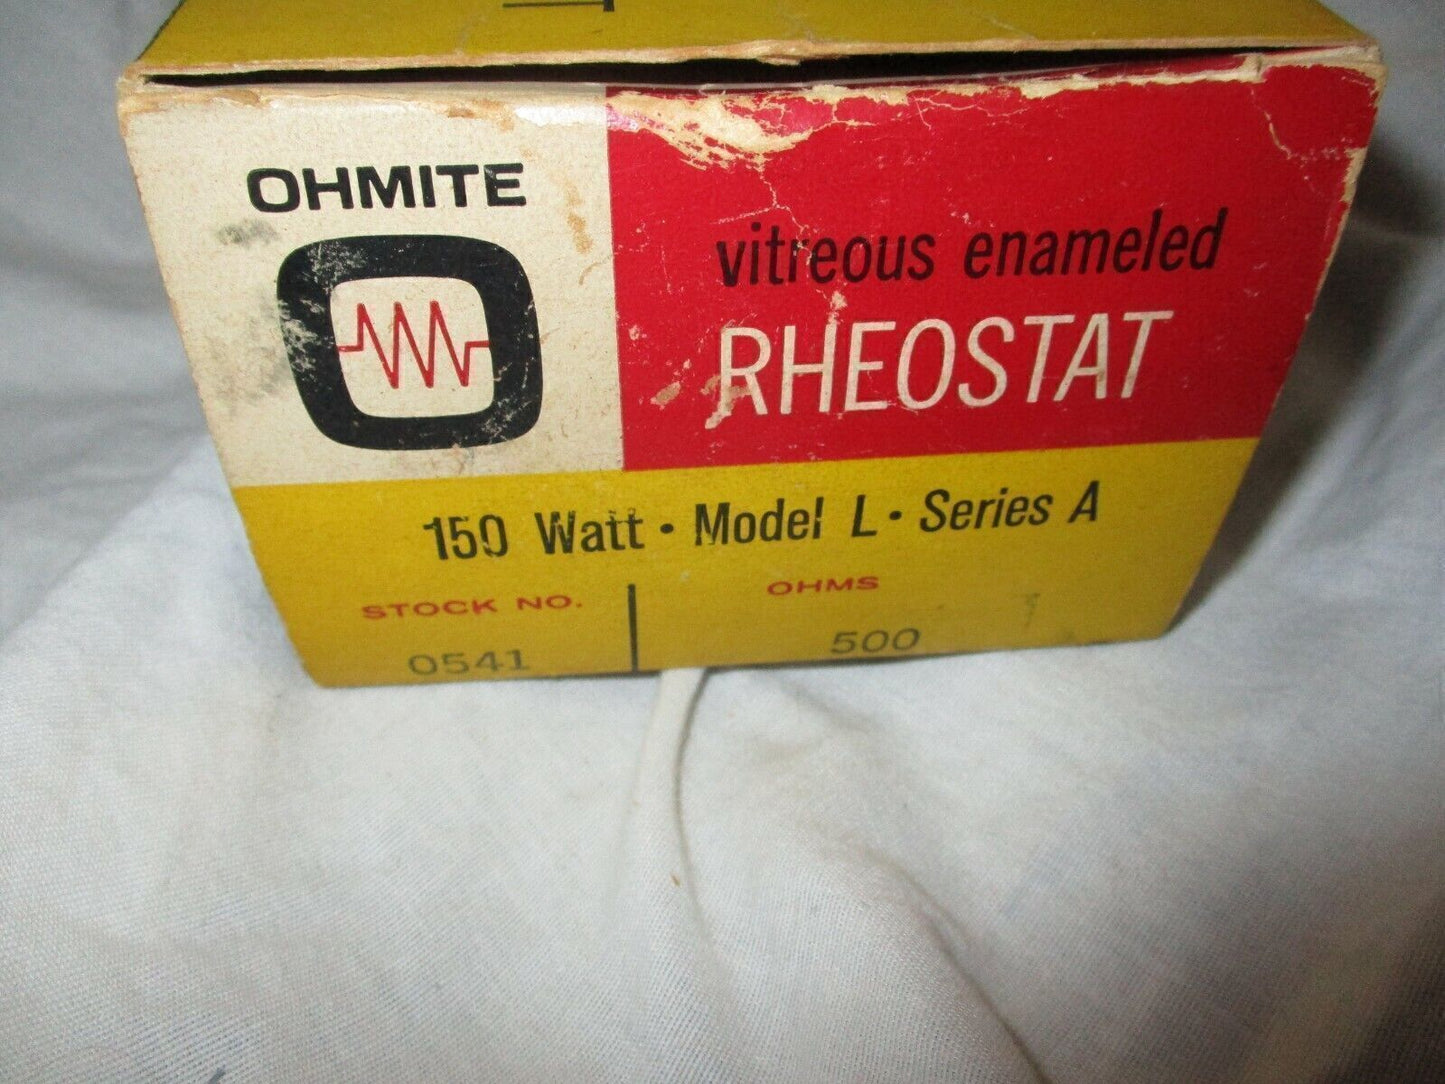 OHMITE
vitreous enameled
RHEOSTAT
150 Watt • Model L • Series A
STOCK NO.
OHMS
0541
500